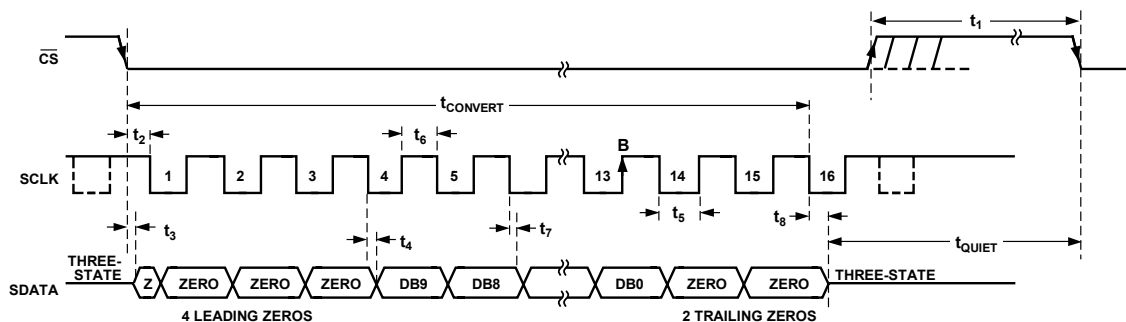 t1
CS
tCONVERT
t2
t6
B
SCLK
1 2 3 4 5 13 14 15 16
t3
t4
t7
t5
t8
tQUIET
THREE-STATE
SDATA
Z ZERO ZERO ZERO DB9 DB8 DB0 ZERO ZERO
THREE-STATE
4 LEADING ZEROS
2 TRAILING ZEROS